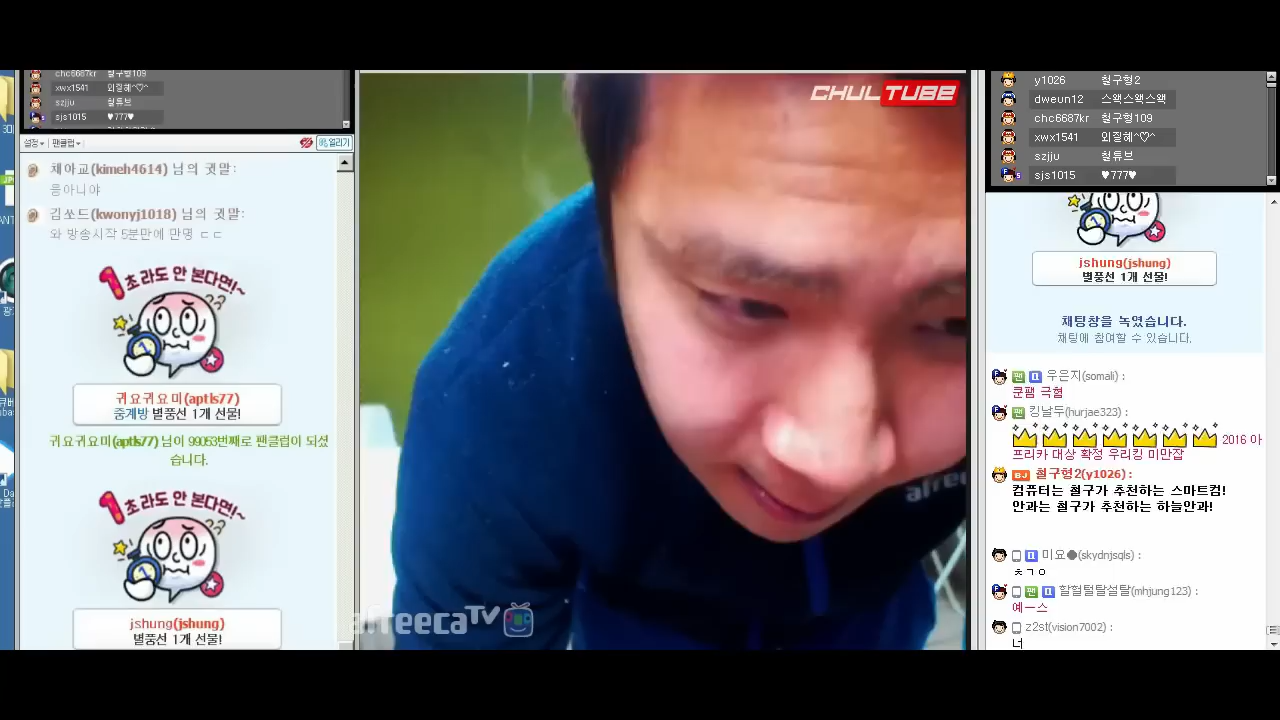 chc6687kr 철구형109
xwx1541 외질혜^♡^
szjju 철튜브
sjs1015 ♥777♥
설정 팬클럽 얼리기
채아교(kimeh4614) 님의 귓말:
응아니야
김쏘드(kwonyj1018) 님의 귓말:
와 방송시작 5분만에 만명 ㄷㄷ
1초라도 안 본다면!~
귀요귀요미(aptls77)
중계방 별풍선 1개 선물!
귀요귀요미(aptls77) 님이 99053번째로 팬클럽이 되셨
습니다.
1초라도 안 본다면!~
jshung(jshung)
별풍선 1개 선물!
CHULTUBE
afree
afreecaTV
y1026 철구형2
dweun12 스왝스왝스왝
chc6687kr 철구형109
xwx1541 외질혜^♡^
szjju 철튜브
sjs1015 ♥777♥
jshung(jshung)
별풍선 1개 선물!
채팅창을 녹였습니다.
채팅에 참여할 수 있습니다.
팬 우은지(somali) :
쿤팸 극혐
팬 킹날두(hurjae323) :
2016 아
프리카 대상 확정 우리킹 미만잡
BJ 철구형2(y1026) :
컴퓨터는 철구가 추천하는 스마트컴!
안과는 철구가 추천하는 하늘안과!
미요●(skydnjsqls) :
ㅊㄱㅇ
팬 할헐텀탈설탈(mhjung123) :
예ㅡ스
z2st(vision7002) :
너